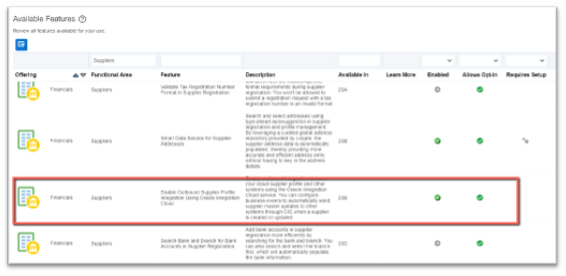 Available Features
Review all features available for your use.
Suppliers
Offering Functional Area Feature Description Available In Learn More Enabled Allows Opt-in Requires Setup
Financials Suppliers
Validate Tax Registration Number
Format in Supplier Registration
format requirements during supplier
registration. You won't be allowed to
submit a registration request with a tax
registration number in an invalid format.
20A
Financials Suppliers
Smart Data Service for Supplier
Addresses
Search and select addresses using
type-ahead autosuggestion in supplier
registration and profile management.
By leveraging a curated global address
repository provided by Loqate, the
supplier address data is automatically
populated, thereby providing more
accurate and efficient address entry
without having to key in the address
details.
20B
Financials Suppliers
Enable Outbound Supplier Profile
Integration Using Oracle Integration
Cloud
your cloud supplier profile and other
systems using the Oracle Integration
Cloud service. You can configure
business events to automatically send
supplier master updates to other
systems through OIC when a supplier
is created or updated.
20B
Financials Suppliers
Search Bank and Branch for Bank
Accounts in Supplier Registration
Add bank accounts in supplier
registration more efficiently by
searching for the bank and branch. You
can also search and select the branch
first, which will automatically populate
the bank information.
20C